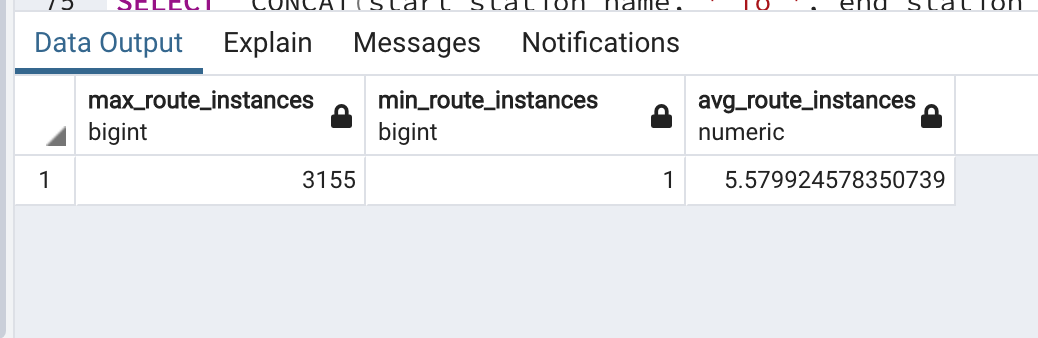 75 SELECT CONCAT(start_station_name, ' To ', end_station
Data Output Explain Messages Notifications
max_route_instances min_route_instances avg_route_instances
bigint bigint numeric
1 3155 1 5.579924578350739